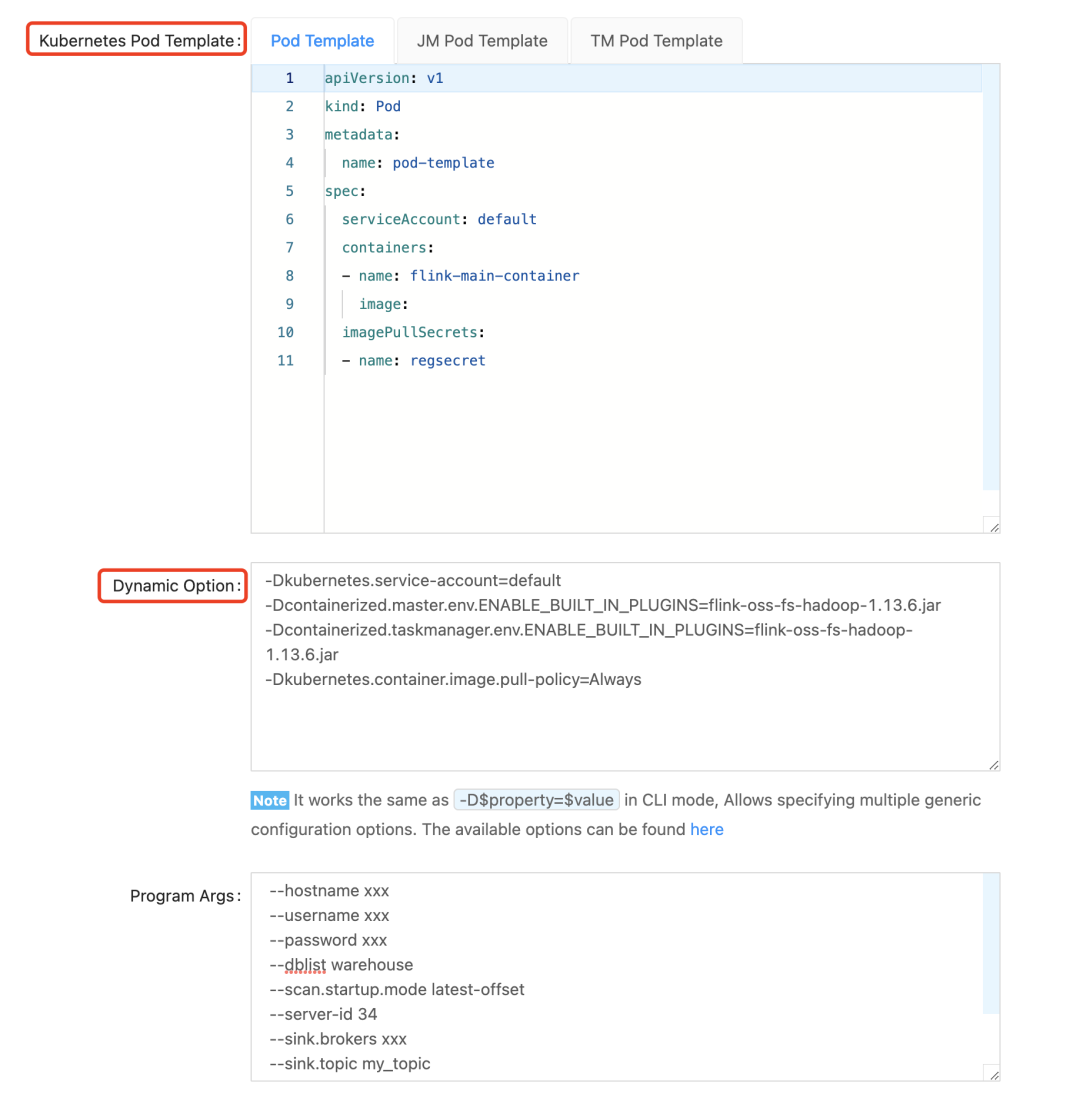 Kubernetes Pod Template: Pod Template JM Pod Template TM Pod Template
1 apiVersion: v1
2 kind: Pod
3 metadata:
4 name: pod-template
5 spec:
6 serviceAccount: default
7 containers:
8 - name: flink-main-container
9 image:
10 imagePullSecrets:
11 - name: regsecret
Dynamic Option: -Dkubernetes.service-account=default
-Dcontainerized.master.env.ENABLE_BUILT_IN_PLUGINS=flink-oss-fs-hadoop-1.13.6.jar
-Dcontainerized.taskmanager.env.ENABLE_BUILT_IN_PLUGINS=flink-oss-fs-hadoop-
1.13.6.jar
-Dkubernetes.container.image.pull-policy=Always
Note It works the same as -D$property=$value in CLI mode, Allows specifying multiple generic
configuration options. The available options can be found here
Program Args: --hostname xxx
--username xxx
--password xxx
--dblist warehouse
--scan.startup.mode latest-offset
--server-id 34
--sink.brokers xxx
--sink.topic my_topic